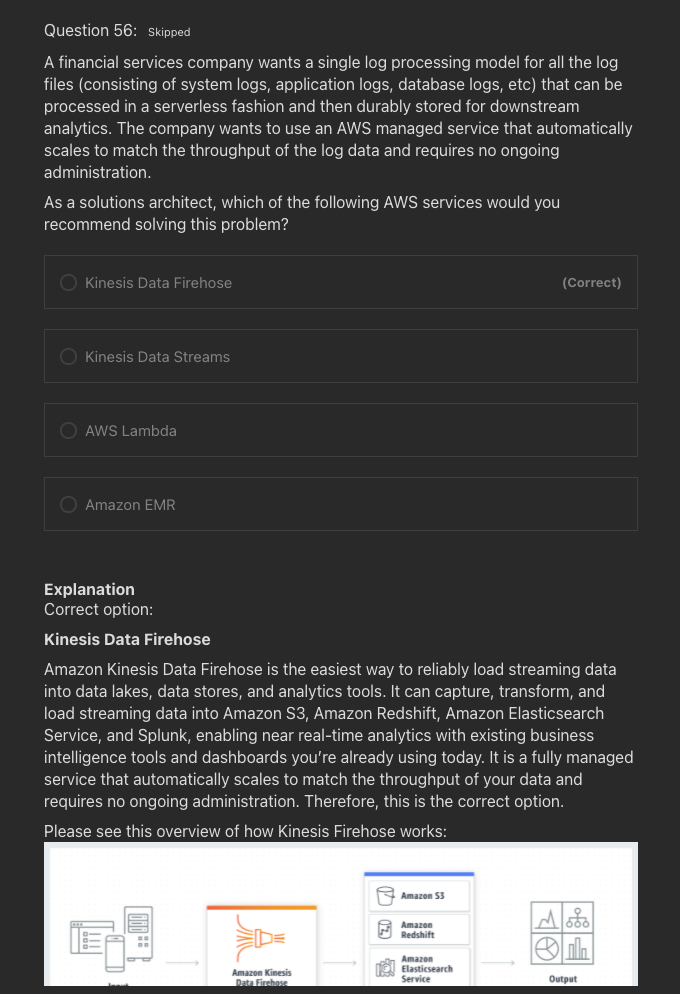 Question 56: Skipped
A financial services company wants a single log processing model for all the log
files (consisting of system logs, application logs, database logs, etc) that can be
processed in a serverless fashion and then durably stored for downstream
analytics. The company wants to use an AWS managed service that automatically
scales to match the throughput of the log data and requires no ongoing
administration.
As a solutions architect, which of the following AWS services would you
recommend solving this problem?
Kinesis Data Firehose (Correct)
Kinesis Data Streams
AWS Lambda
Amazon EMR
Explanation
Correct option:
Kinesis Data Firehose
Amazon Kinesis Data Firehose is the easiest way to reliably load streaming data
into data lakes, data stores, and analytics tools. It can capture, transform, and
load streaming data into Amazon S3, Amazon Redshift, Amazon Elasticsearch
Service, and Splunk, enabling near real-time analytics with existing business
intelligence tools and dashboards you're already using today. It is a fully managed
service that automatically scales to match the throughput of your data and
requires no ongoing administration. Therefore, this is the correct option.
Please see this overview of how Kinesis Firehose works:
Input
Amazon Kinesis
Data Firehose
Amazon S3
Amazon
Redshift
Amazon
Elasticsearch
Service
Output